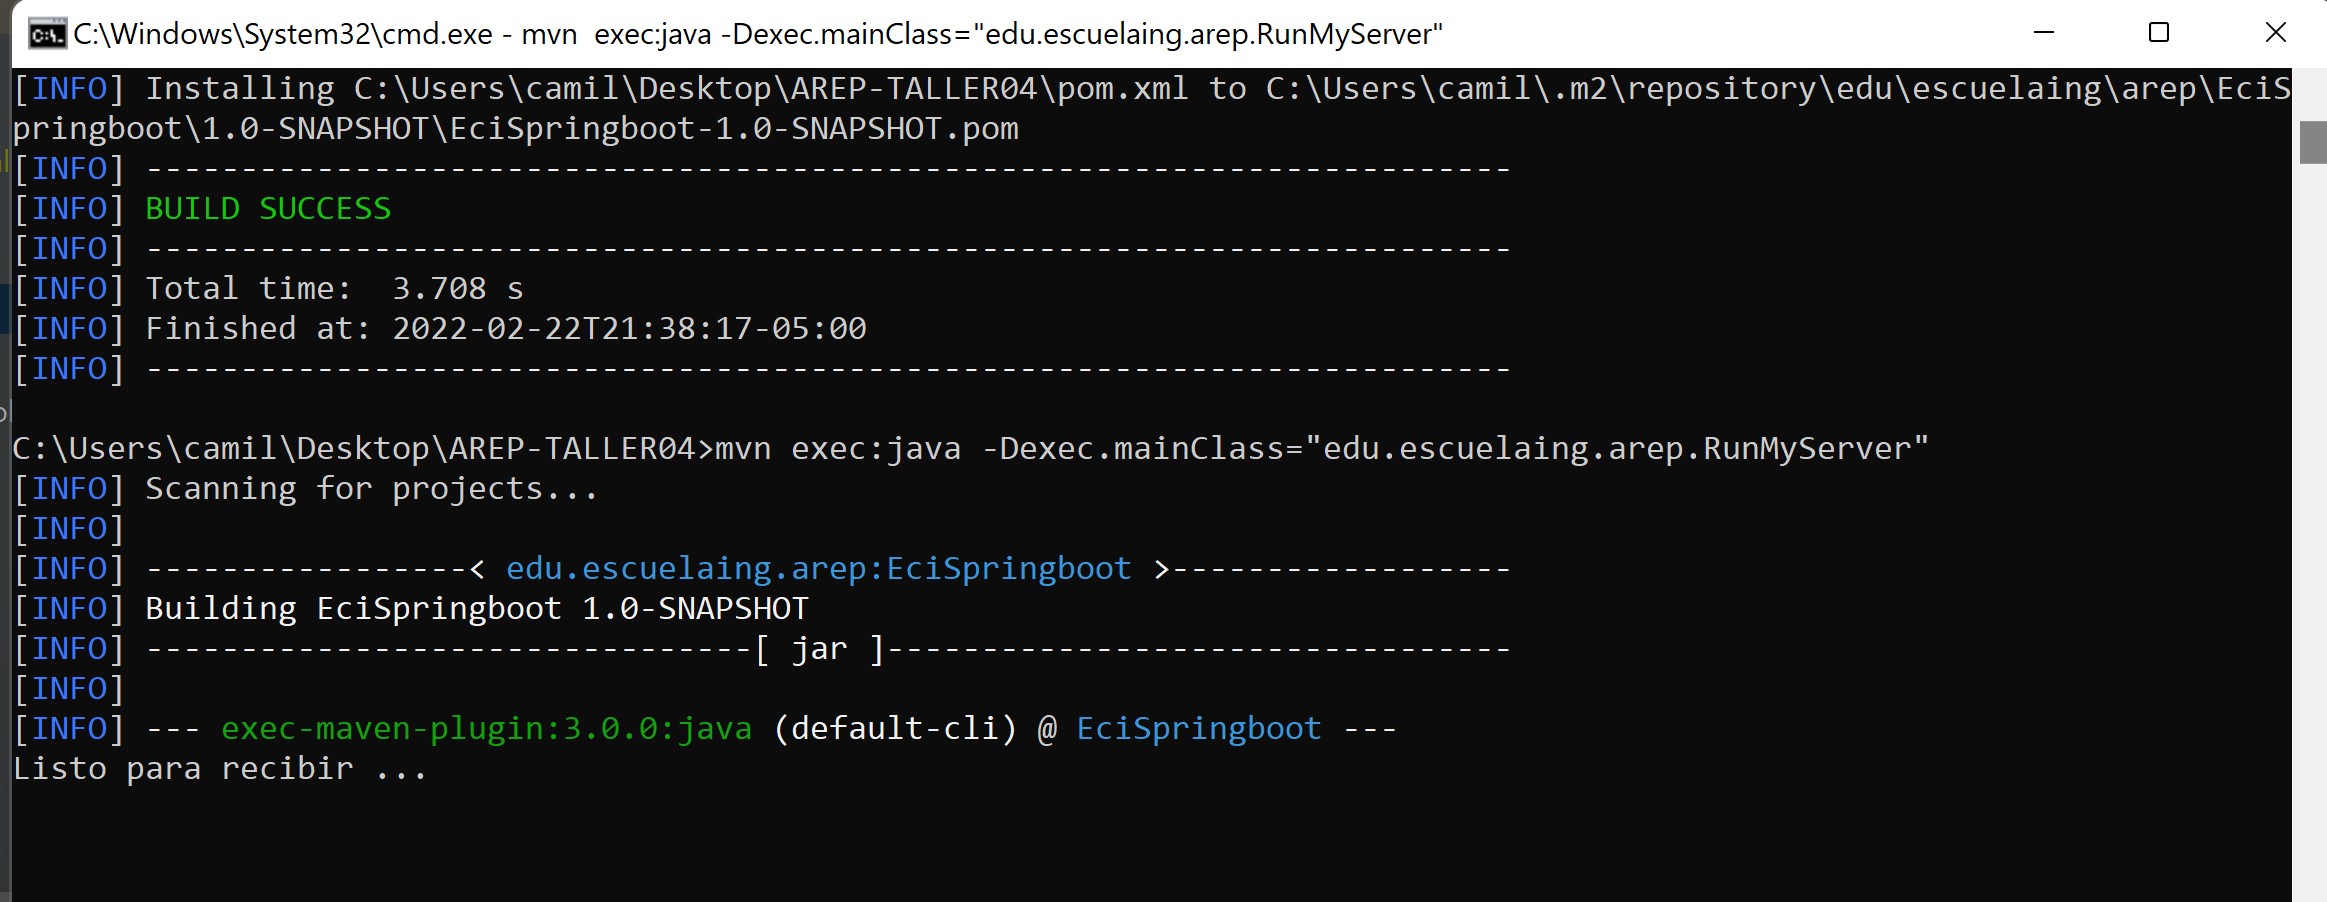 C:\Windows\System32\cmd.exe - mvn  exec:java -Dexec.mainClass="edu.escuelaing.arep.RunMyServer"
[INFO] Installing C:\Users\camil\Desktop\AREP-TALLER04\pom.xml to C:\Users\camil\.m2\repository\edu\escuelaing\arep\EciS
pringboot\1.0-SNAPSHOT\EciSpringboot-1.0-SNAPSHOT.pom
[INFO] ------------------------------------------------------------------------
[INFO] BUILD SUCCESS
[INFO] ------------------------------------------------------------------------
[INFO] Total time:  3.708 s
[INFO] Finished at: 2022-02-22T21:38:17-05:00
[INFO] ------------------------------------------------------------------------
C:\Users\camil\Desktop\AREP-TALLER04>mvn exec:java -Dexec.mainClass="edu.escuelaing.arep.RunMyServer"
[INFO] Scanning for projects...
[INFO]
[INFO] -----------------< edu.escuelaing.arep:EciSpringboot >------------------
[INFO] Building EciSpringboot 1.0-SNAPSHOT
[INFO] --------------------------------[ jar ]---------------------------------
[INFO]
[INFO] --- exec-maven-plugin:3.0.0:java (default-cli) @ EciSpringboot ---
Listo para recibir ...